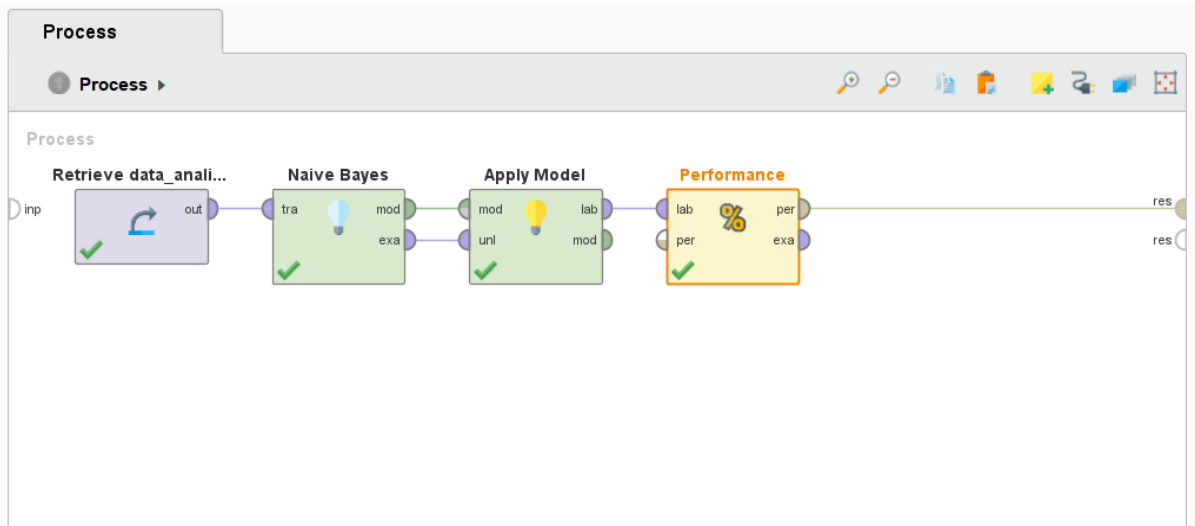 Process
Process
Process
Retrieve data_anali... Naive Bayes Apply Model Performance
inp out tra mod mod lab lab per res
exa unl mod per exa res